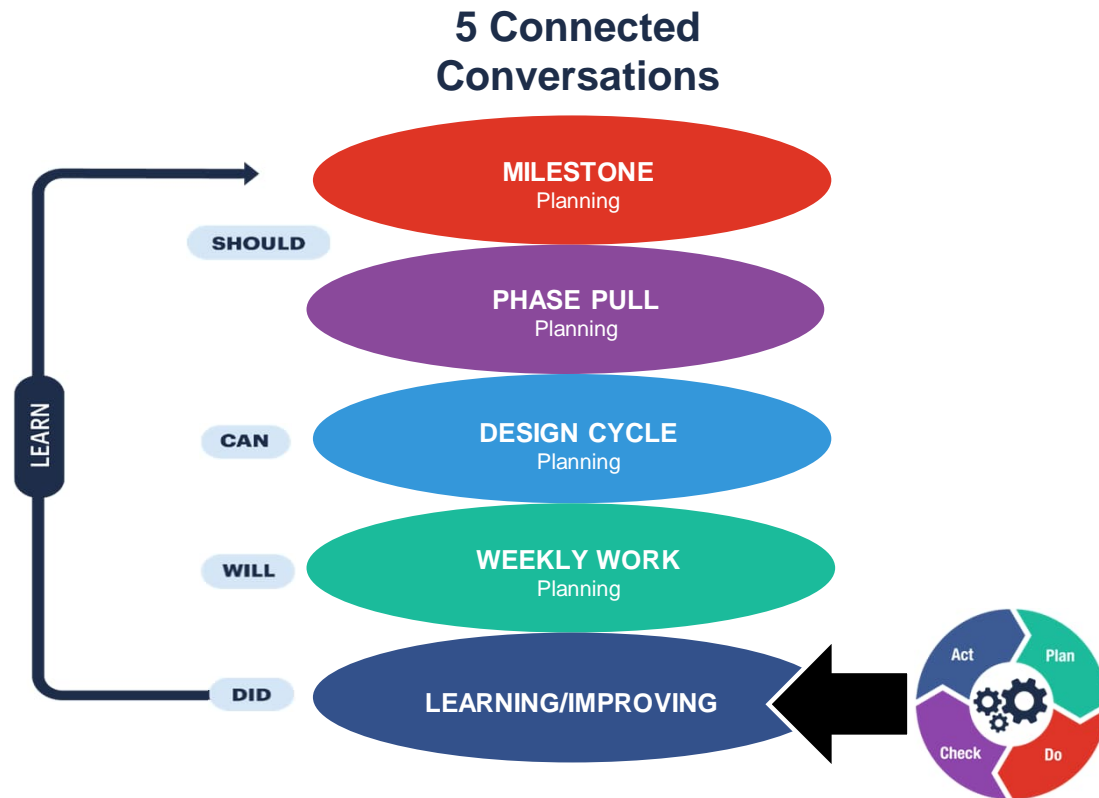 5 Connected
Conversations
MILESTONE
Planning
SHOULD
PHASE PULL
Planning
LEARN
CAN
DESIGN CYCLE
Planning
WILL
WEEKLY WORK
Planning
DID
LEARNING/IMPROVING
Act
Plan
Check
Do